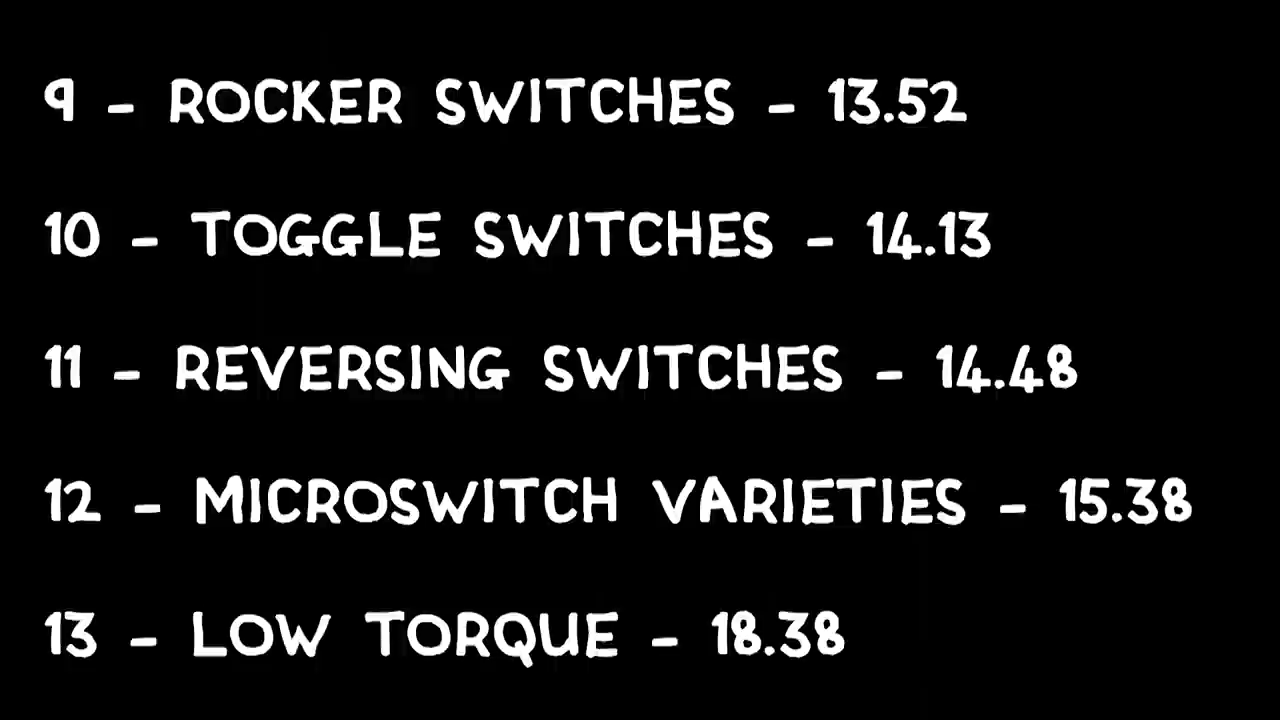 9 - ROCKER SWITCHES - 13.52
10 - TOGGLE SWITCHES - 14.13
11 - REVERSING SWITCHES - 14.48
12 - MICROSWITCH VARIETIES - 15.38
13 - LOW TORQUE - 18.38